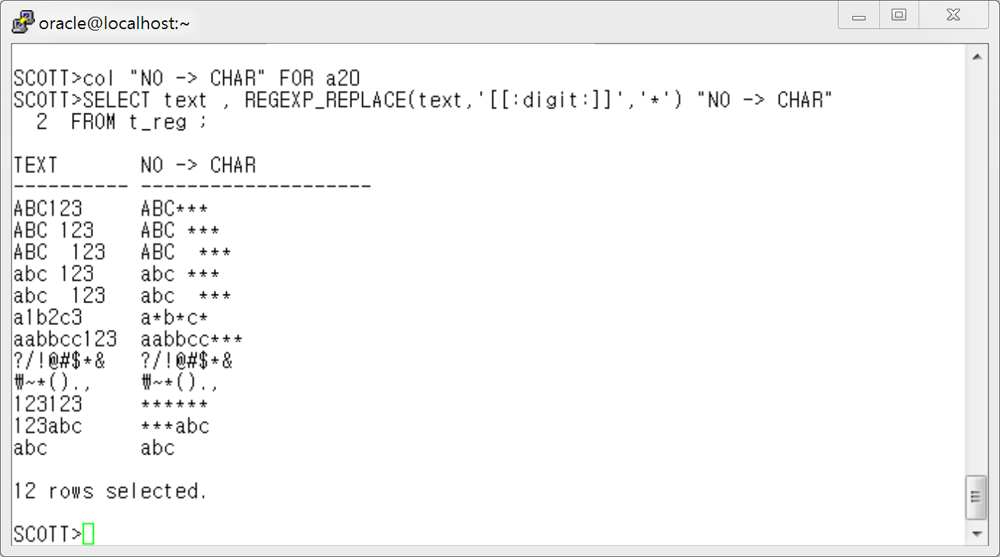 oracle@localhost:~
SCOTT>col "NO -> CHAR" FOR a20
SCOTT>SELECT text , REGEXP_REPLACE(text,'[[:digit:]]','*') "NO -> CHAR"
  2  FROM t_reg ;
TEXT       NO -> CHAR
---------- --------------------
ABC123     ABC***
ABC 123    ABC ***
ABC  123   ABC  ***
abc 123    abc ***
abc  123   abc  ***
a1b2c3     a*b*c*
aabbcc123  aabbcc***
?/!@#$*&   ?/!@#$*&
₩~*().,    ₩~*().,
123123     ******
123abc     ***abc
abc        abc
12 rows selected.
SCOTT>